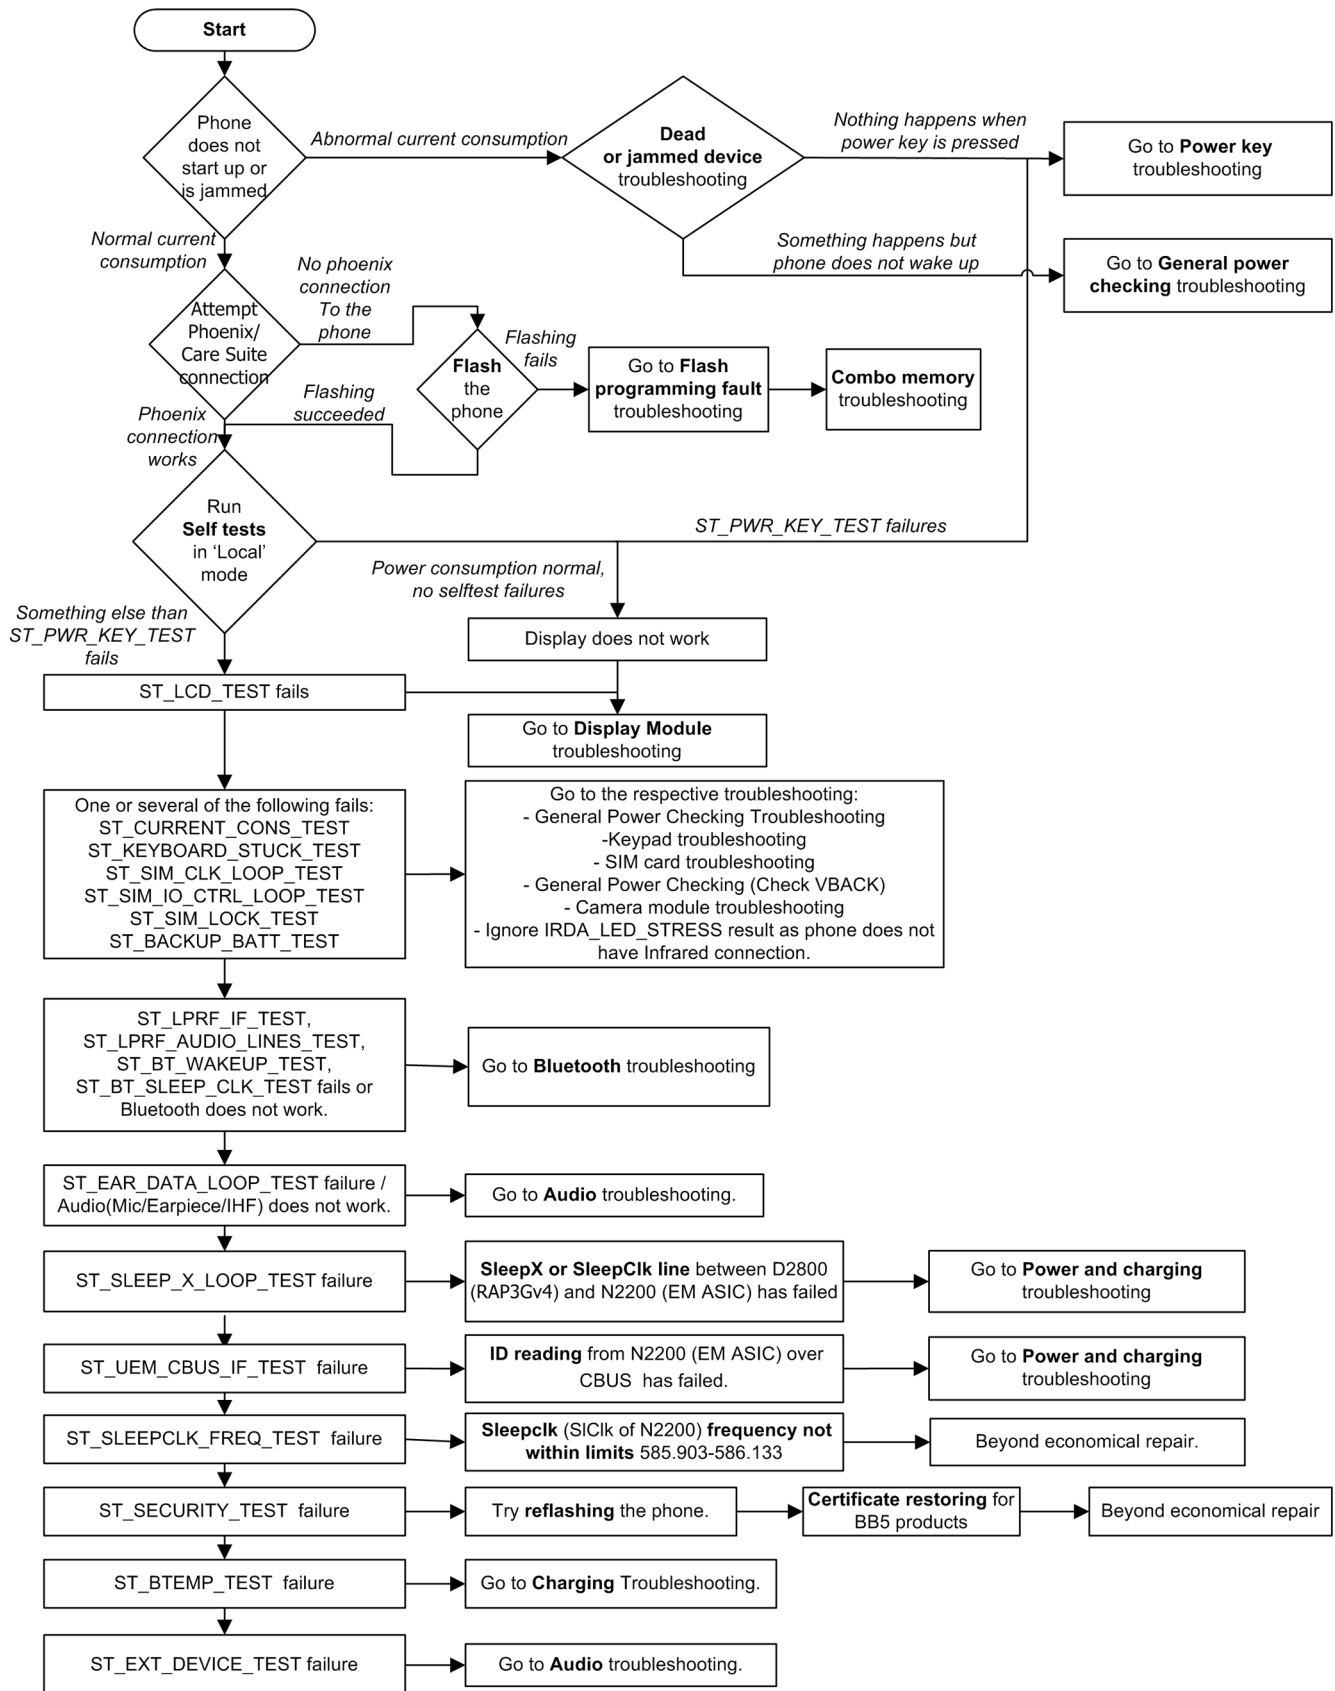 Start
Phone
does not
start up or
is jammed
Abnormal current consumption
Dead
or jammed device
troubleshooting
Nothing happens when
power key is pressed
Go to Power key
troubleshooting
Normal current
consumption
Something happens but
phone does not wake up
Go to General power
checking troubleshooting
No phoenix
connection
To the
phone
Attempt
Phoenix/
Care Suite
connection
Flashing
fails
Flash
the
phone
Go to Flash
programming fault
troubleshooting
Combo memory
troubleshooting
Flashing
succeeded
Phoenix
connection
works
Run
Self tests
in ‘Local’
mode
ST_PWR_KEY_TEST failures
Power consumption normal,
no selftest failures
Something else than
ST_PWR_KEY_TEST
fails
Display does not work
ST_LCD_TEST fails
Go to Display Module
troubleshooting
One or several of the following fails:
ST_CURRENT_CONS_TEST
ST_KEYBOARD_STUCK_TEST
ST_SIM_CLK_LOOP_TEST
ST_SIM_IO_CTRL_LOOP_TEST
ST_SIM_LOCK_TEST
ST_BACKUP_BATT_TEST
Go to the respective troubleshooting:
- General Power Checking Troubleshooting
-Keypad troubleshooting
- SIM card troubleshooting
- General Power Checking (Check VBACK)
- Camera module troubleshooting
- Ignore IRDA_LED_STRESS result as phone does not
have Infrared connection.
ST_LPRF_IF_TEST,
ST_LPRF_AUDIO_LINES_TEST,
ST_BT_WAKEUP_TEST,
ST_BT_SLEEP_CLK_TEST fails or
Bluetooth does not work.
Go to Bluetooth troubleshooting
ST_EAR_DATA_LOOP_TEST failure /
Audio(Mic/Earpiece/IHF) does not work.
Go to Audio troubleshooting.
ST_SLEEP_X_LOOP_TEST failure
SleepX or SleepClk line between D2800
(RAP3Gv4) and N2200 (EM ASIC) has failed
Go to Power and charging
troubleshooting
ST_UEM_CBUS_IF_TEST failure
ID reading from N2200 (EM ASIC) over
CBUS has failed.
Go to Power and charging
troubleshooting
ST_SLEEPCLK_FREQ_TEST failure
Sleepclk (SlClk of N2200) frequency not
within limits 585.903-586.133
Beyond economical repair.
ST_SECURITY_TEST failure
Try reflashing the phone.
Certificate restoring for
BB5 products
Beyond economical repair
ST_BTEMP_TEST failure
Go to Charging Troubleshooting.
ST_EXT_DEVICE_TEST failure
Go to Audio troubleshooting.